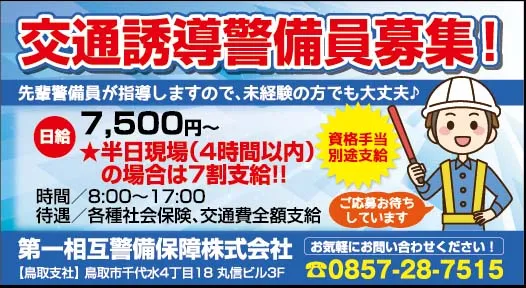 交通誘導警備員募集!
先輩警備員が指導しますので、未経験の方でも大丈夫♪
日給 7,500円~
★半日現場(4時間以内)
の場合は7割支給!!
資格手当
別途支給
時間/8:00~17:00
待遇/各種社会保険、交通費全額支給
ご応募お待ち
しています
第一相互警備保障株式会社
【鳥取支社】鳥取市千代水4丁目18 丸信ビル3F
お気軽にお問い合わせください!
☎0857-28-7515